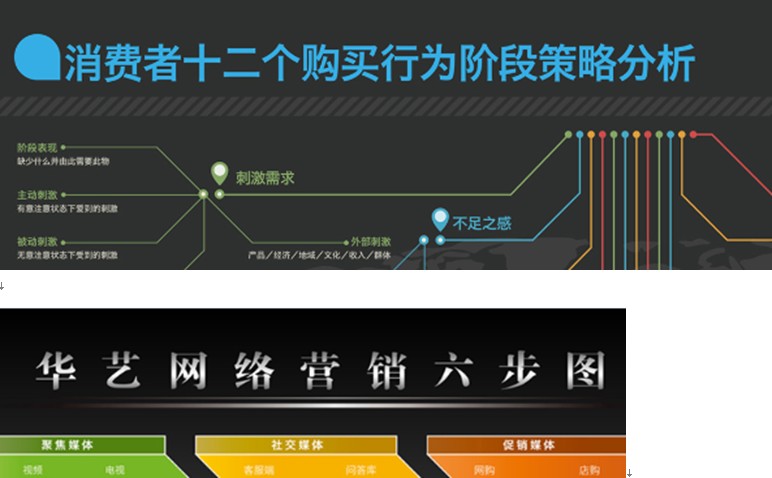 消费者十二个购买行为阶段策略分析
阶段表现
缺少什么并由此需要此物
刺激需求
主动刺激
有意注意状态下受到的刺激
不足之感
被动刺激
无意注意状态下受到的刺激
外部刺激
产品/经济/地域/文化/收入/群体
华艺网络营销六步图
聚焦媒体
社交媒体
促销媒体
视频
电视
客服端
问答库
网购
店购